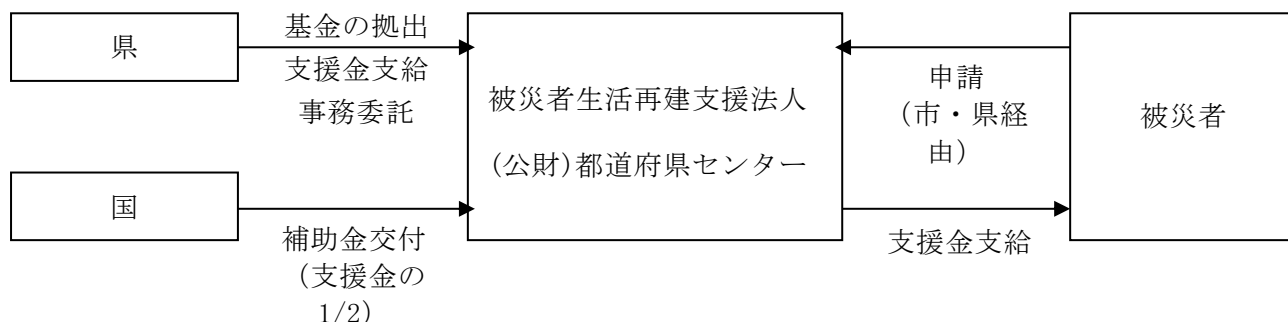 県
基金の拠出
支援金支給
事務委託
国
補助金交付
(支援金の
1/2)
被災者生活再建支援法人
(公財)都道府県センター
申請
(市・県経
由)
支援金支給
被災者